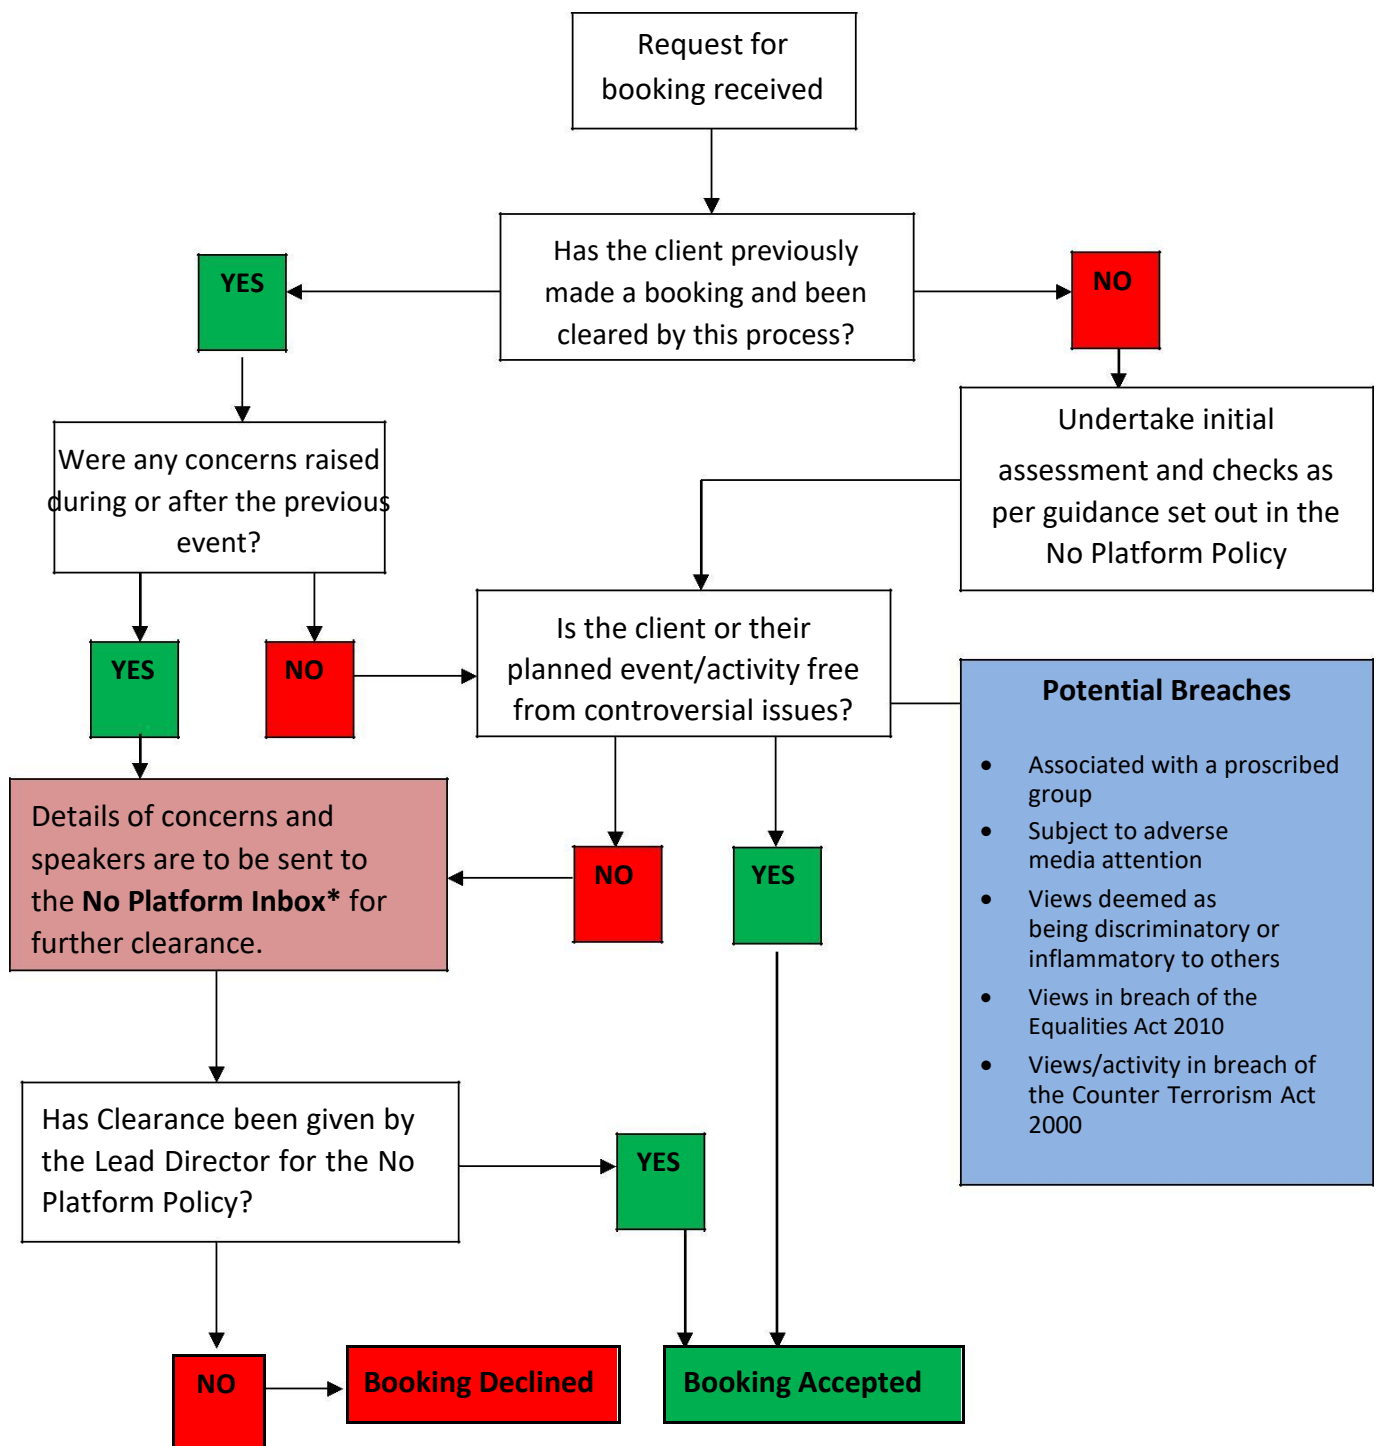 Request for
booking received
Has the client previously
made a booking and been
cleared by this process?
YES
NO
Undertake initial
assessment and checks as
per guidance set out in the
No Platform Policy
Were any concerns raised
during or after the previous
event?
YES
NO
Is the client or their
planned event/activity free
from controversial issues?
Potential Breaches
• Associated with a proscribed
group
• Subject to adverse
media attention
• Views deemed as
being discriminatory or
inflammatory to others
• Views in breach of the
Equalities Act 2010
• Views/activity in breach of
the Counter Terrorism Act
2000
Details of concerns and
speakers are to be sent to
the No Platform Inbox* for
further clearance.
NO
YES
Has Clearance been given by
the Lead Director for the No
Platform Policy?
YES
NO
Booking Declined
Booking Accepted